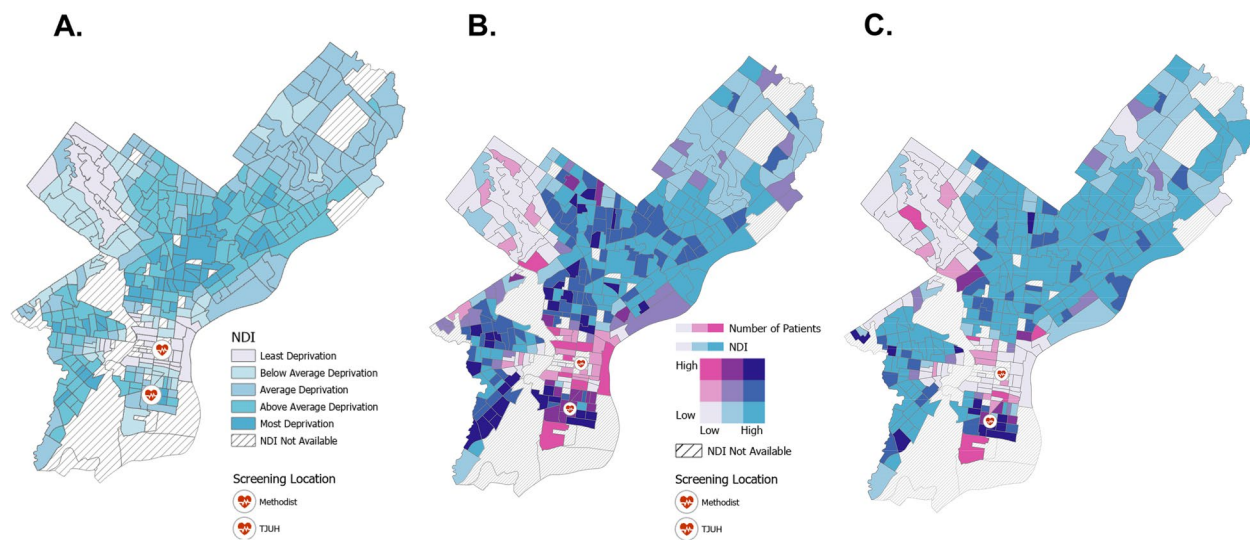 A.
B.
C.
NDI
Least Deprivation
Below Average Deprivation
Average Deprivation
Above Average Deprivation
Most Deprivation
NDI Not Available
Screening Location
Methodist
TJUH
Number of Patients
NDI
High
Low
Low
High
NDI Not Available
Screening Location
Methodist
TJUH